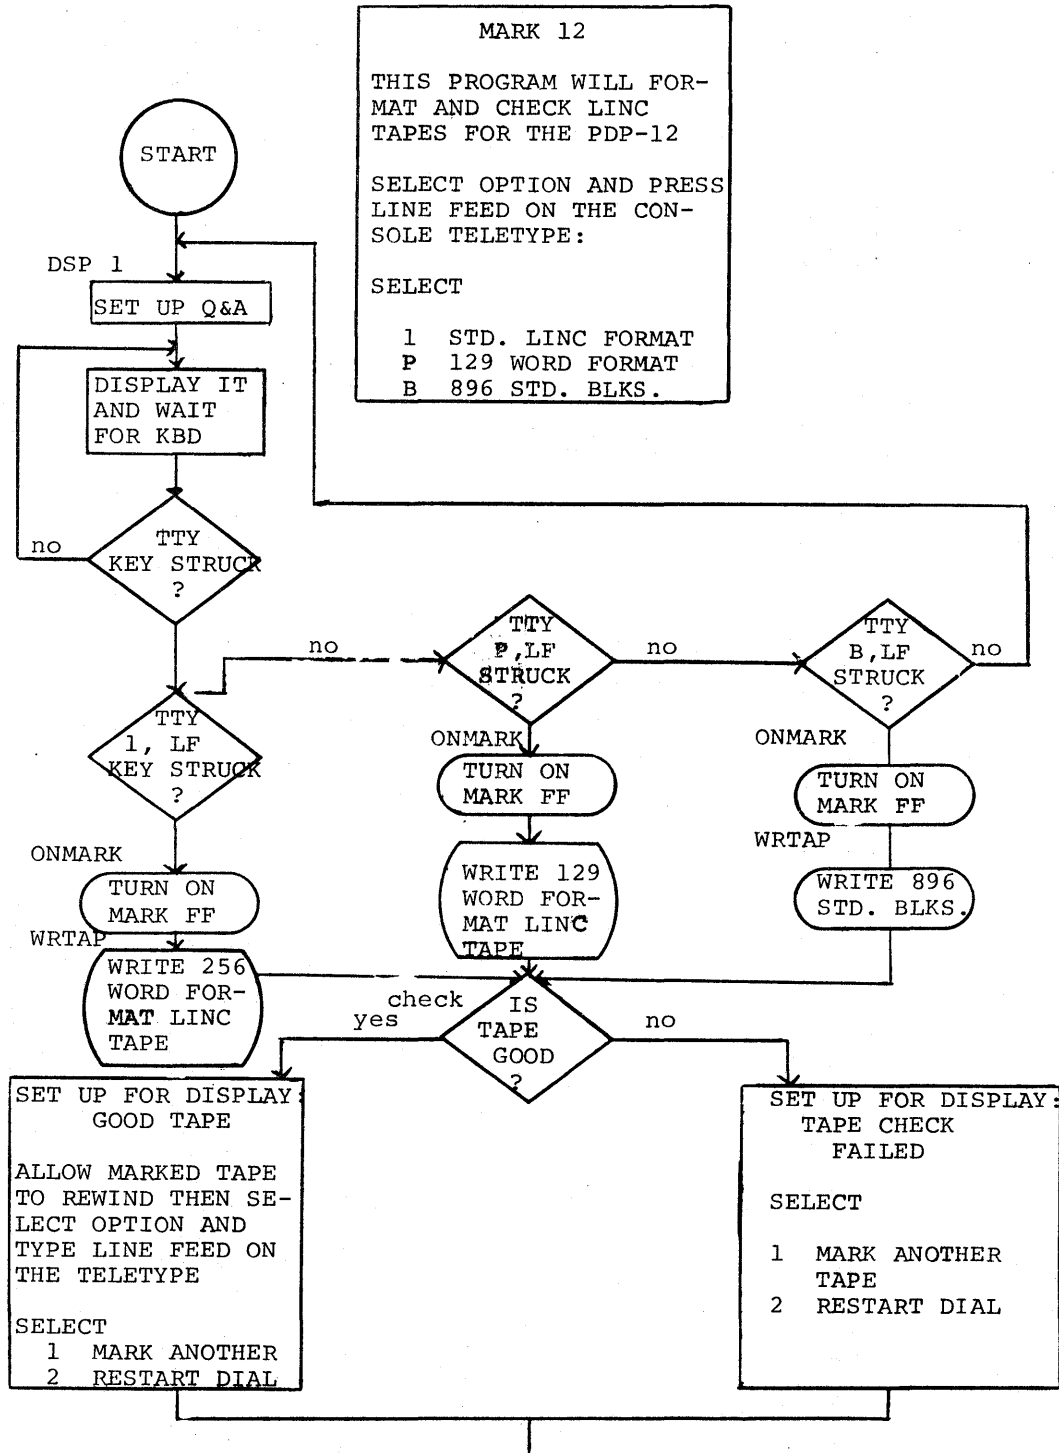 MARK 12
THIS PROGRAM WILL FOR-
MAT AND CHECK LINC
TAPES FOR THE PDP-12
SELECT OPTION AND PRESS
LINE FEED ON THE CON-
SOLE TELETYPE:
SELECT
1 STD. LINC FORMAT
P 129 WORD FORMAT
B 896 STD. BLKS.
START
DSP 1
SET UP Q&A
DISPLAY IT
AND WAIT
FOR KBD
no
TTY
KEY STRUCK
?
TTY
1, LF
KEY STRUCK
?
no
TTY
P,LF
STRUCK
?
no
TTY
B,LF
STRUCK
?
no
ONMARK
TURN ON
MARK FF
WRTAP
WRITE 256
WORD FOR-
MAT LINC
TAPE
ONMARK
TURN ON
MARK FF
WRITE 129
WORD FOR-
MAT LINC
TAPE
ONMARK
TURN ON
MARK FF
WRTAP
WRITE 896
STD. BLKS.
check
IS
TAPE
GOOD
?
yes
no
SET UP FOR DISPLAY:
GOOD TAPE
ALLOW MARKED TAPE
TO REWIND THEN SE-
LECT OPTION AND
TYPE LINE FEED ON
THE TELETYPE
SELECT
1 MARK ANOTHER
2 RESTART DIAL
SET UP FOR DISPLAY:
TAPE CHECK
FAILED
SELECT
1 MARK ANOTHER
TAPE
2 RESTART DIAL